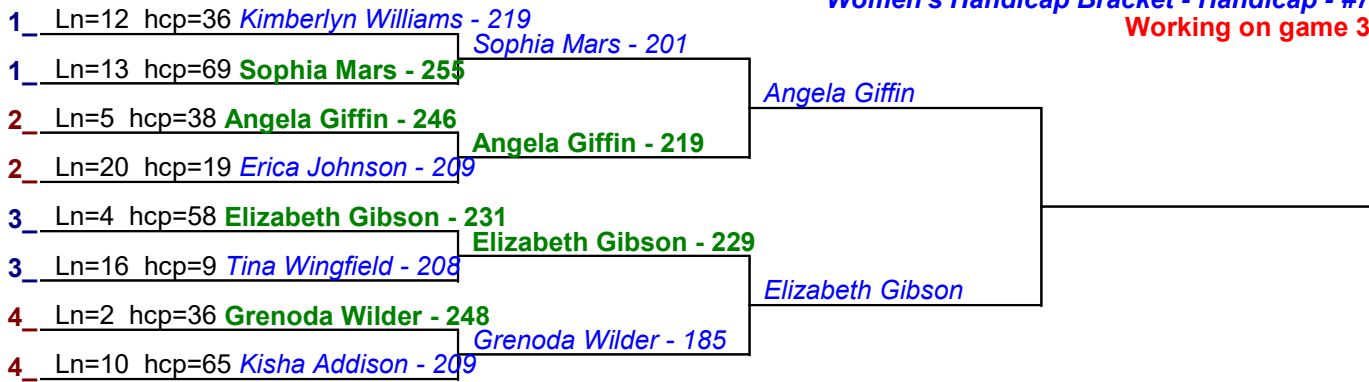 Women's Handicap Bracket - Handicap - #7
Working on game 3
1_ Ln=12 hcp=36 Kimberlyn Williams - 219
Sophia Mars - 201
1_ Ln=13 hcp=69 Sophia Mars - 255
Angela Giffin
2_ Ln=5 hcp=38 Angela Giffin - 246
Angela Giffin - 219
2_ Ln=20 hcp=19 Erica Johnson - 209
3_ Ln=4 hcp=58 Elizabeth Gibson - 231
Elizabeth Gibson - 229
3_ Ln=16 hcp=9 Tina Wingfield - 208
Elizabeth Gibson
4_ Ln=2 hcp=36 Grenoda Wilder - 248
Grenoda Wilder - 185
4_ Ln=10 hcp=65 Kisha Addison - 209